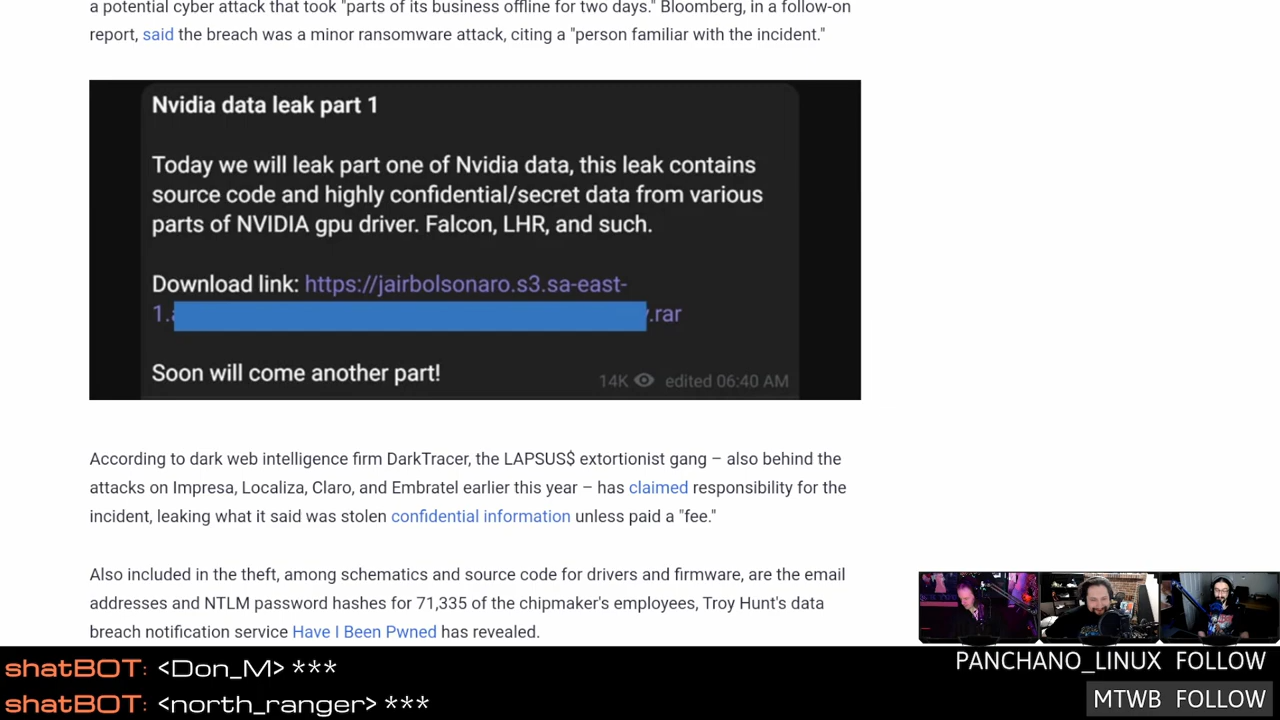 a potential cyber attack that took "parts of its business offline for two days." Bloomberg, in a follow-on
report, said the breach was a minor ransomware attack, citing a "person familiar with the incident."
Nvidia data leak part 1
Today we will leak part one of Nvidia data, this leak contains
source code and highly confidential/secret data from various
parts of NVIDIA gpu driver. Falcon, LHR, and such.
Download link: https://jairbolsonaro.s3.sa-east-
1. .rar
Soon will come another part!
14K edited 06:40 AM
According to dark web intelligence firm DarkTracer, the LAPSUS$ extortionist gang – also behind the
attacks on Impresa, Localiza, Claro, and Embratel earlier this year – has claimed responsibility for the
incident, leaking what it said was stolen confidential information unless paid a "fee."
Also included in the theft, among schematics and source code for drivers and firmware, are the email
addresses and NTLM password hashes for 71,335 of the chipmaker's employees, Troy Hunt's data
breach notification service Have I Been Pwned has revealed.
shatBOT: <Don_M> ***
shatBOT: <north_ranger> ***
PANCHANO_LINUX FOLLOW
MTWB FOLLOW